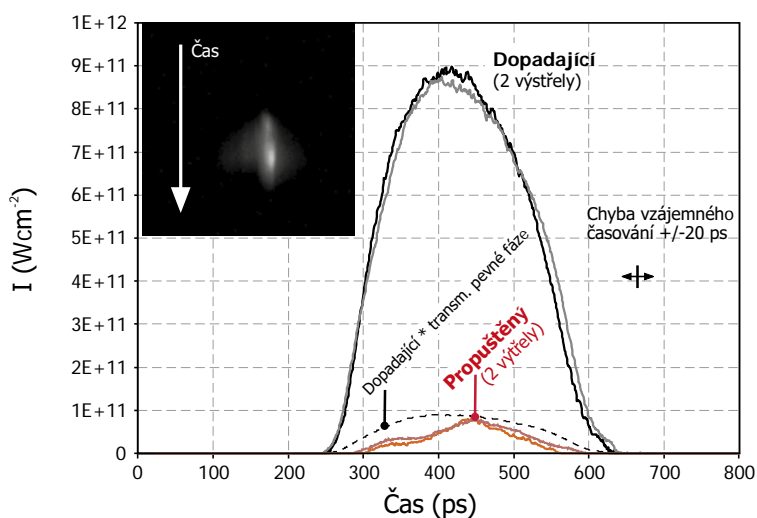 1E+12
9E+11
8E+11
7E+11
6E+11
5E+11
4E+11
3E+11
2E+11
1E+11
0
I (Wcm-2)
Čas
Dopadající
(2 výstřely)
Chyba vzájemného
časování +/-20 ps
Dopadající * transm. pevné fáze
Propuštěný
(2 výtřely)
0 100 200 300 400 500 600 700 800
Čas (ps)